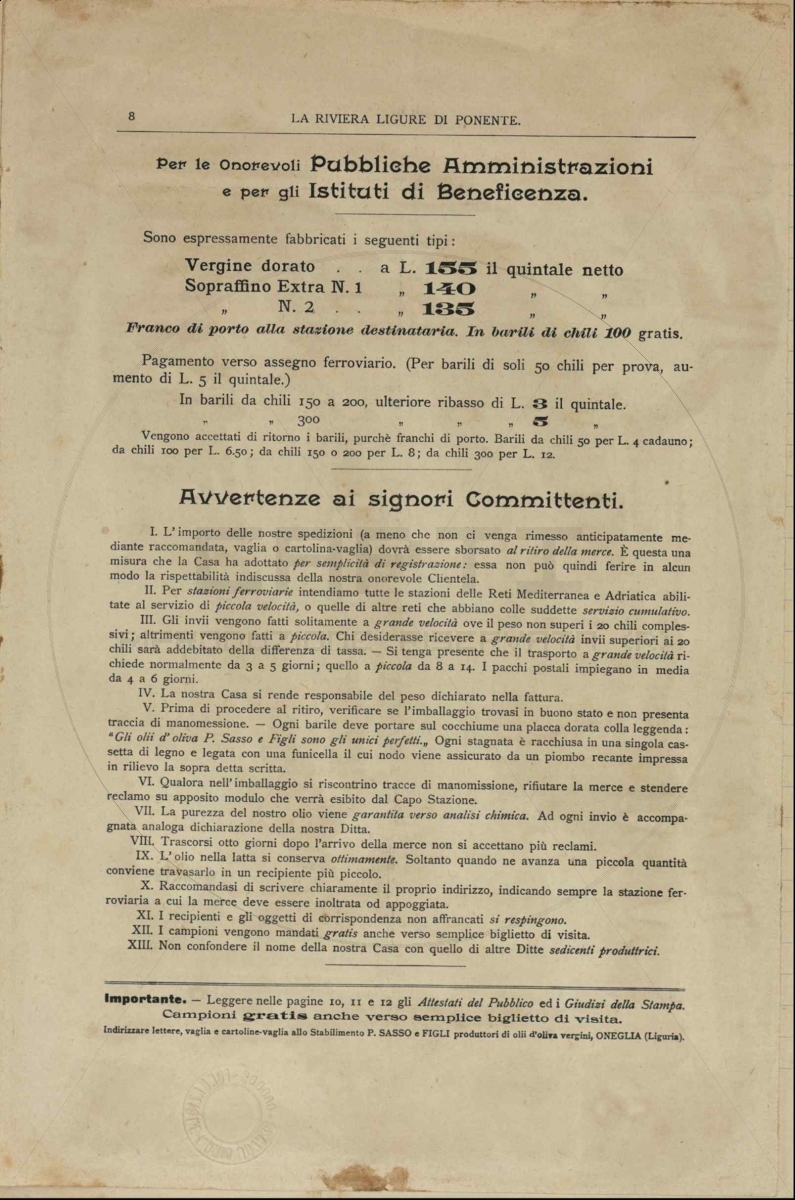 8
LA RIVIERA LIGURE DI PONENTE.
Per le Onorevoli Pubbliche Amministrazioni
e per gli Istituti di Beneficenza.
Sono espressamente fabbricati i seguenti tipi:
Vergine dorato . . a L. 155 il quintale netto
Sopraffino Extra N. 1 „ 140 „ „
„ N. 2 . . „ 135 „ „
Franco di porto alla stazione destinataria. In barili di chili 100 gratis.
Pagamento verso assegno ferroviario. (Per barili di soli 50 chili per prova, au-
mento di L. 5 il quintale.)
In barili da chili 150 a 200, ulteriore ribasso di L. 3 il quintale.
„ „ 300 „ „ „ 5 „
Vengono accettati di ritorno i barili, purchè franchi di porto. Barili da chili 50 per L. 4 cadauno;
da chili 100 per L. 6.50; da chili 150 o 200 per L. 8; da chili 300 per L. 12.
Avvertenze ai signori Committenti.
I. L'importo delle nostre spedizioni (a meno che non ci venga rimesso anticipatamente me-
diante raccomandata, vaglia o cartolina-vaglia) dovrà essere sborsato al ritiro della merce. È questa una
misura che la Casa ha adottato per semplicità di registrazione: essa non può quindi ferire in alcun
modo la rispettabilità indiscussa della nostra onorevole Clientela.
II. Per stazioni ferroviarie intendiamo tutte le stazioni delle Reti Mediterranea e Adriatica abili-
tate al servizio di piccola velocità, o quelle di altre reti che abbiano colle suddette servizio cumulativo.
III. Gli invii vengono fatti solitamente a grande velocità ove il peso non superi i 20 chili comples-
sivi; altrimenti vengono fatti a piccola. Chi desiderasse ricevere a grande velocità invii superiori ai 20
chili sarà addebitato della differenza di tassa. — Si tenga presente che il trasporto a grande velocità ri-
chiede normalmente da 3 a 5 giorni; quello a piccola da 8 a 14. I pacchi postali impiegano in media
da 4 a 6 giorni.
IV. La nostra Casa si rende responsabile del peso dichiarato nella fattura.
V. Prima di procedere al ritiro, verificare se l'imballaggio trovasi in buono stato e non presenta
traccia di manomessione. — Ogni barile deve portare sul cocchiume una placca dorata colla leggenda:
"Gli olii d'oliva P. Sasso e Figli sono gli unici perfetti.„ Ogni stagnata è racchiusa in una singola cas-
setta di legno e legata con una funicella il cui nodo viene assicurato da un piombo recante impressa
in rilievo la sopra detta scritta.
VI. Qualora nell'imballaggio si riscontrino tracce di manomissione, rifiutare la merce e stendere
reclamo su apposito modulo che verrà esibito dal Capo Stazione.
VII. La purezza del nostro olio viene garantita verso analisi chimica. Ad ogni invio è accompa-
gnata analoga dichiarazione della nostra Ditta.
VIII. Trascorsi otto giorni dopo l'arrivo della merce non si accettano più reclami.
IX. L'olio nella latta si conserva ottimamente. Soltanto quando ne avanza una piccola quantità
conviene travasarlo in un recipiente più piccolo.
X. Raccomandasi di scrivere chiaramente il proprio indirizzo, indicando sempre la stazione fer-
roviaria a cui la merce deve essere inoltrata od appoggiata.
XI. I recipienti e gli oggetti di corrispondenza non affrancati si respingono.
XII. I campioni vengono mandati gratis anche verso semplice biglietto di visita.
XIII. Non confondere il nome della nostra Casa con quello di altre Ditte sedicenti produttrici.
Importante. — Leggere nelle pagine 10, 11 e 12 gli Attestati del Pubblico ed i Giudizi della Stampa.
Campioni gratis anche verso semplice biglietto di visita.
Indirizzare lettere, vaglia e cartoline-vaglia allo Stabilimento P. SASSO e FIGLI produttori di olii d'oliva vergini, ONEGLIA (Liguria).